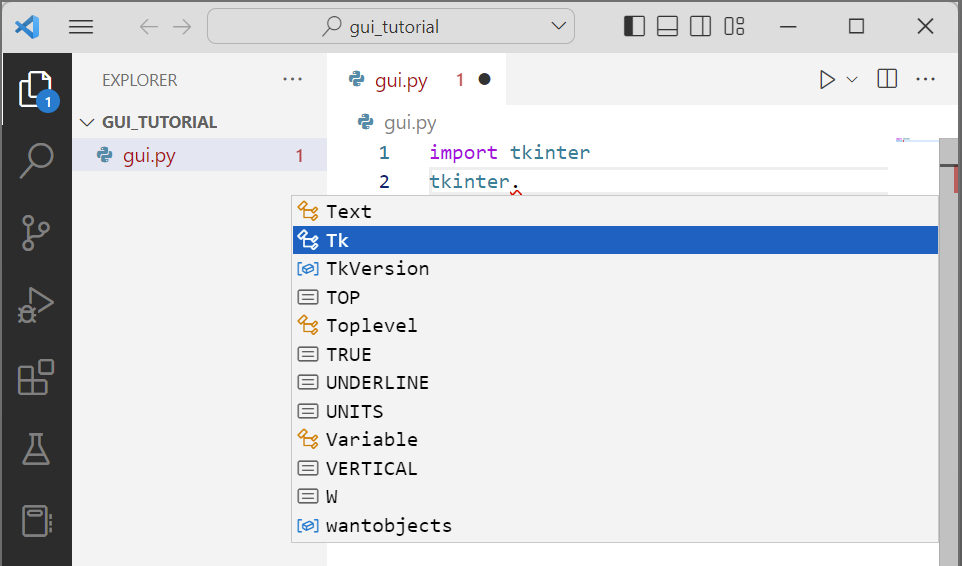 gui_tutorial
1
EXPLORER
GUI_TUTORIAL
gui.py 1
gui.py 1
gui.py
1 import tkinter
2 tkinter.
Text
Tk
TkVersion
TOP
Toplevel
TRUE
UNDERLINE
UNITS
Variable
VERTICAL
W
wantobjects